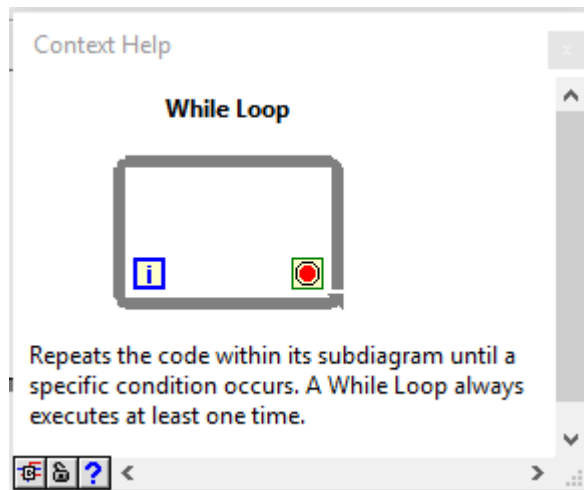 Context Help
While Loop
i
Repeats the code within its subdiagram until a
specific condition occurs. A While Loop always
executes at least one time.
?